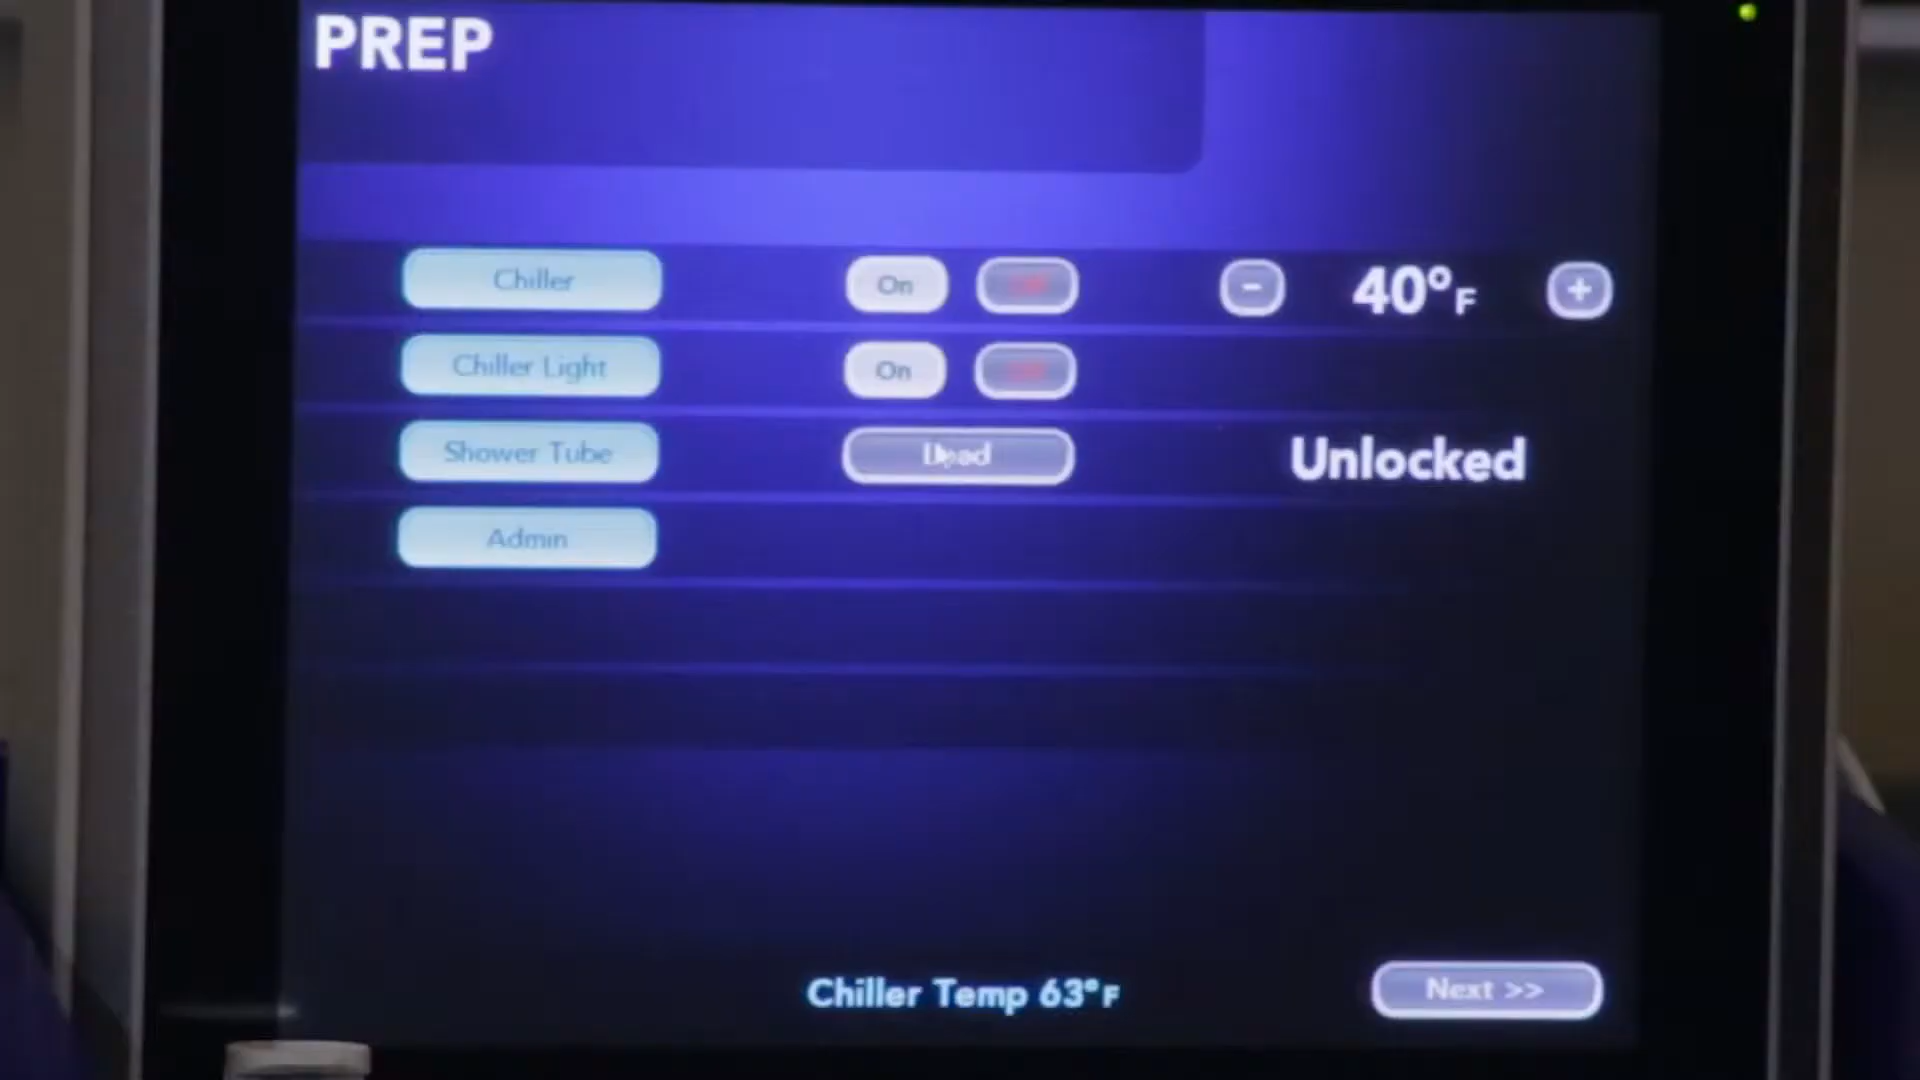 PREP
Chiller On - 40°F +
Chiller Light On
Shower Tube Unlocked
Admin
Chiller Temp 63°F Next >>